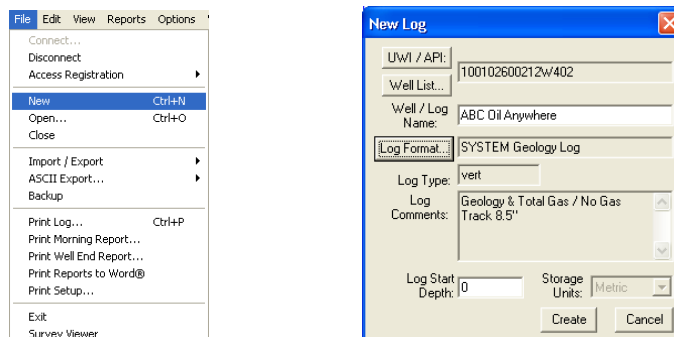 File Edit View Reports Options
Connect...
Disconnect
Access Registration
New Ctrl+N
Open... Ctrl+O
Close
Import / Export
ASCII Export...
Backup
Print Log... Ctrl+P
Print Morning Report...
Print Well End Report...
Print Reports to Word®
Print Setup...
Exit
Survey Viewer
New Log
UWI / API:
100102600212W402
Well List...
Well / Log
Name:
ABC Oil Anywhere
Log Format... SYSTEM Geology Log
Log Type: vert
Log
Comments:
Geology & Total Gas / No Gas
Track 8.5"
Log Start
Depth:
0
Storage
Units:
Metric
Create Cancel